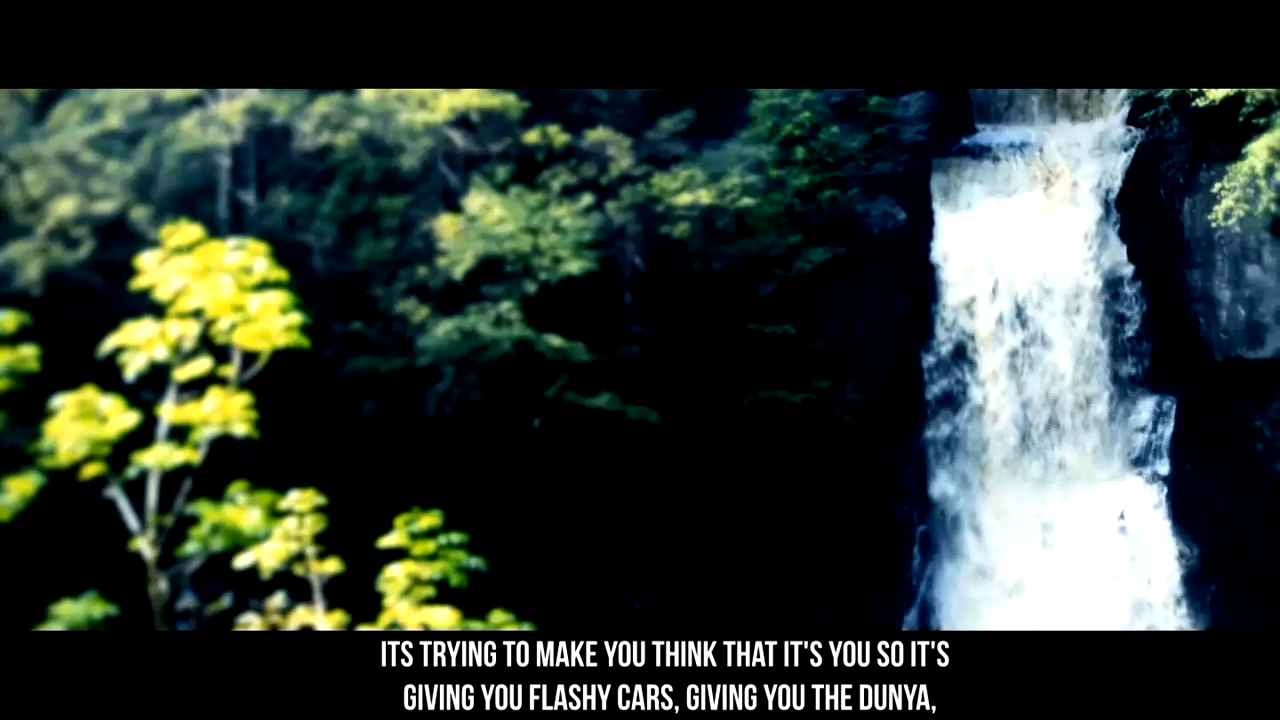 ITS TRYING TO MAKE YOU THINK THAT IT'S YOU SO IT'S
GIVING YOU FLASHY CARS, GIVING YOU THE DUNYA,